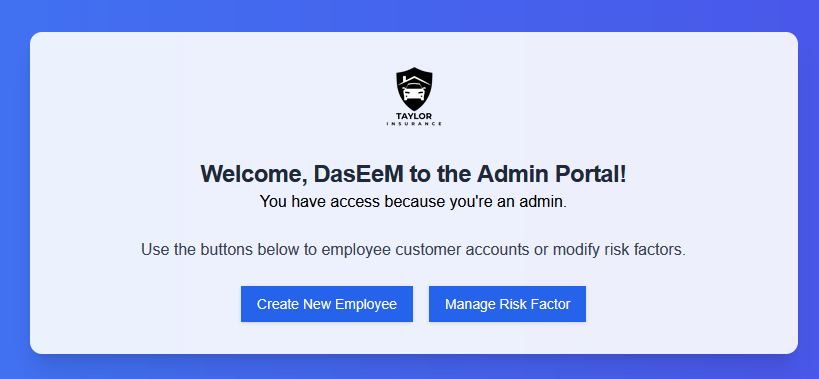 TAYLOR
INSURANCE
Welcome, DasEeM to the Admin Portal!
You have access because you're an admin.
Use the buttons below to employee customer accounts or modify risk factors.
Create New Employee
Manage Risk Factor